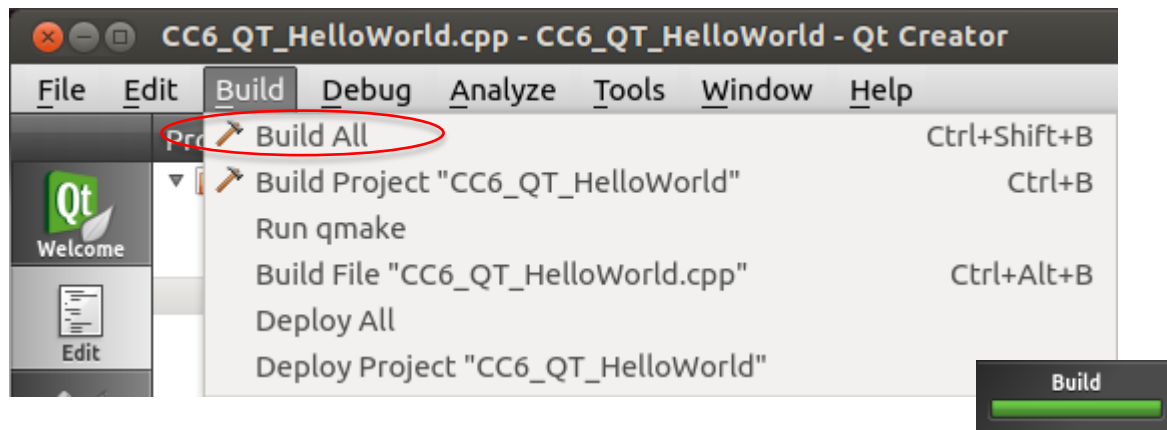 CC6_QT_HelloWorld.cpp - CC6_QT_HelloWorld - Qt Creator
File Edit Build Debug Analyze Tools Window Help
Pro
Build All Ctrl+Shift+B
Qt
Build Project "CC6_QT_HelloWorld" Ctrl+B
Welcome
Run qmake
Build File "CC6_QT_HelloWorld.cpp" Ctrl+Alt+B
Edit
Deploy All
Deploy Project "CC6_QT_HelloWorld"
Build